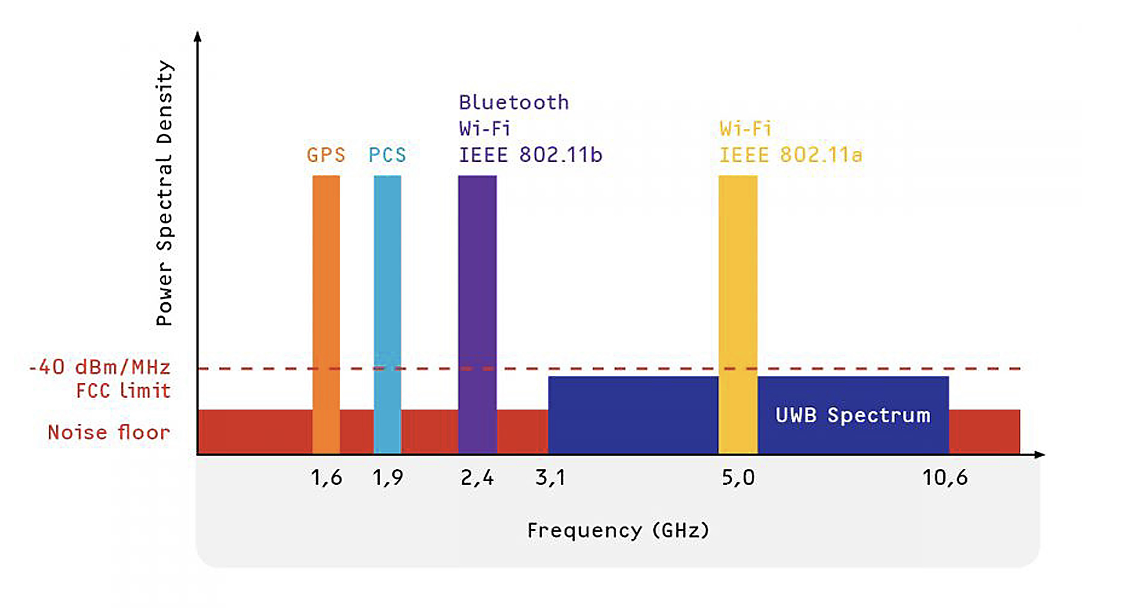 Power Spectral Density
Bluetooth
Wi-Fi
IEEE 802.11b
Wi-Fi
IEEE 802.11a
GPS
PCS
-40 dBm/MHz
FCC limit
Noise floor
UWB Spectrum
1,6
1,9
2,4
3,1
5,0
10,6
Frequency (GHz)